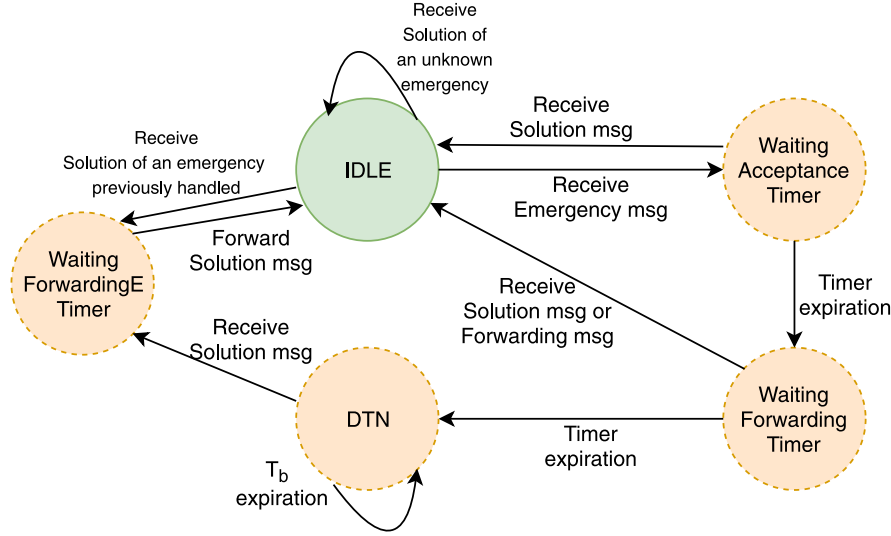 Receive
Solution of
an unknown
emergency
Receive
Solution msg
Waiting
Acceptance
Timer
IDLE
Receive
Solution of an emergency
previously handled
Receive
Emergency msg
Forward
Solution msg
Waiting
ForwardingE
Timer
Receive
Solution msg or
Forwarding msg
Timer
expiration
Receive
Solution msg
Waiting
Forwarding
Timer
DTN
Timer
expiration
Tb
expiration